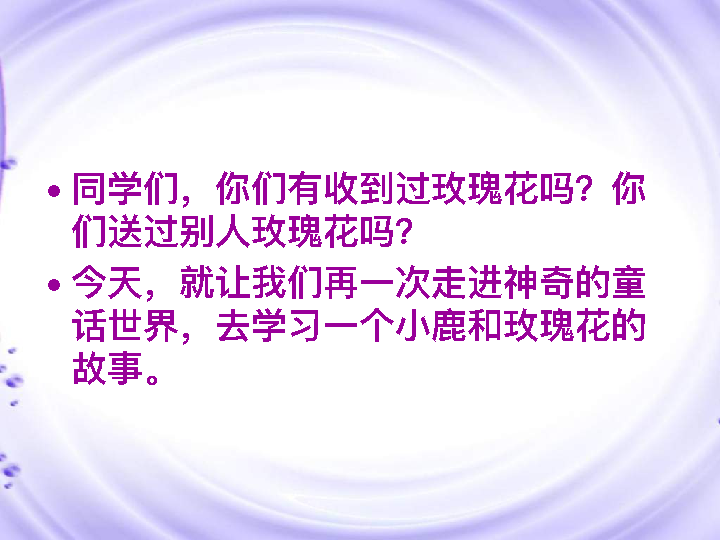 • 同学们，你们有收到过玫瑰花吗？你
们送过别人玫瑰花吗？
• 今天，就让我们再一次走进神奇的童
话世界，去学习一个小鹿和玫瑰花的
故事。